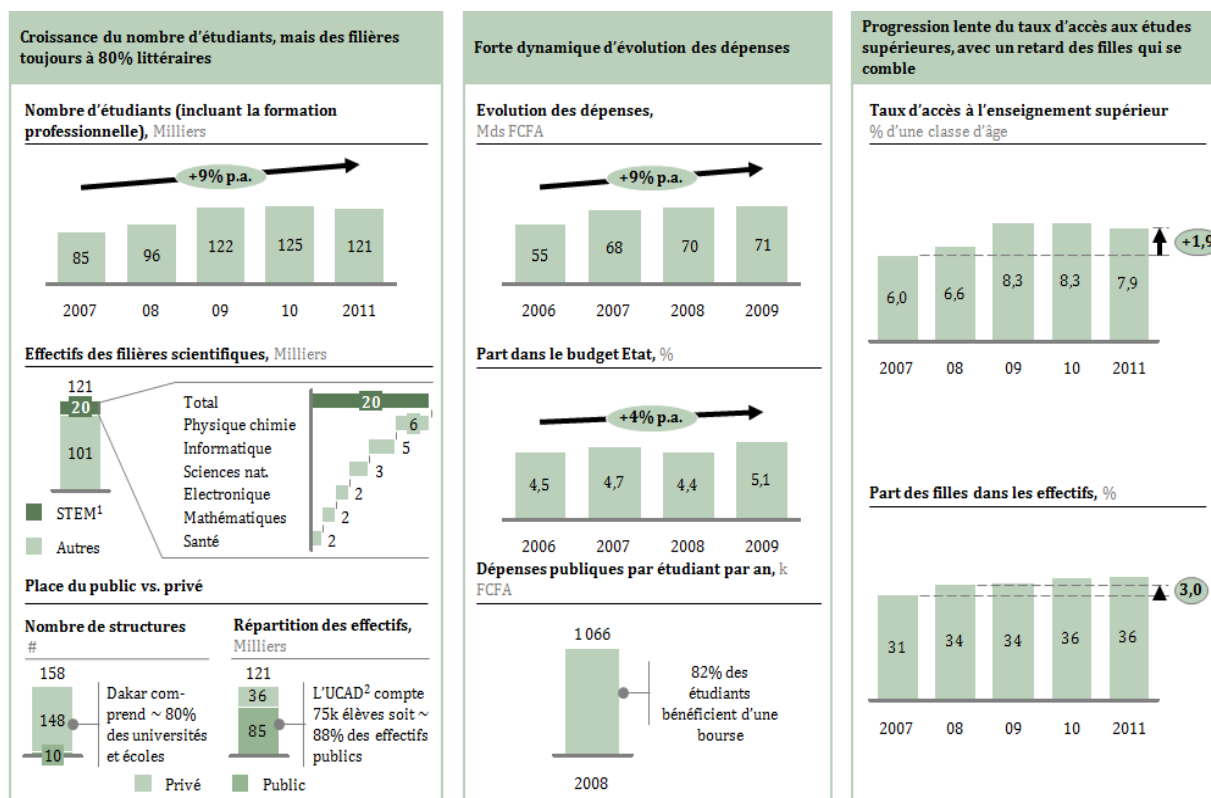 Croissance du nombre d'étudiants, mais des filières
toujours à 80% littéraires
Nombre d'étudiants (incluant la formation
professionnelle), Milliers
+9% p.a.
85 96 122 125 121
2007 08 09 10 2011
Effectifs des filières scientifiques, Milliers
121
20
101
STEM¹
Autres
Total 20
Physique chimie 6
Informatique 5
Sciences nat. 3
Electronique 2
Mathématiques 2
Santé 2
Place du public vs. privé
Nombre de structures
#
158
148
10
Dakar com-
prend ~ 80%
des universités
et écoles
Répartition des effectifs,
Milliers
121
36
85
L'UCAD² compte
75k élèves soit ~
88% des effectifs
publics
Privé
Public
Forte dynamique d'évolution des dépenses
Evolution des dépenses,
Mds FCFA
+9% p.a.
55 68 70 71
2006 2007 2008 2009
Part dans le budget Etat, %
+4% p.a.
4,5 4,7 4,4 5,1
2006 2007 2008 2009
Dépenses publiques par étudiant par an, k
FCFA
1 066
82% des
étudiants
bénéficient d'une
bourse
2008
Progression lente du taux d'accès aux études
supérieures, avec un retard des filles qui se
comble
Taux d'accès à l'enseignement supérieur
% d'une classe d'âge
+1,9
6,0 6,6 8,3 8,3 7,9
2007 08 09 10 2011
Part des filles dans les effectifs, %
3,0
31 34 34 36 36
2007 08 09 10 2011